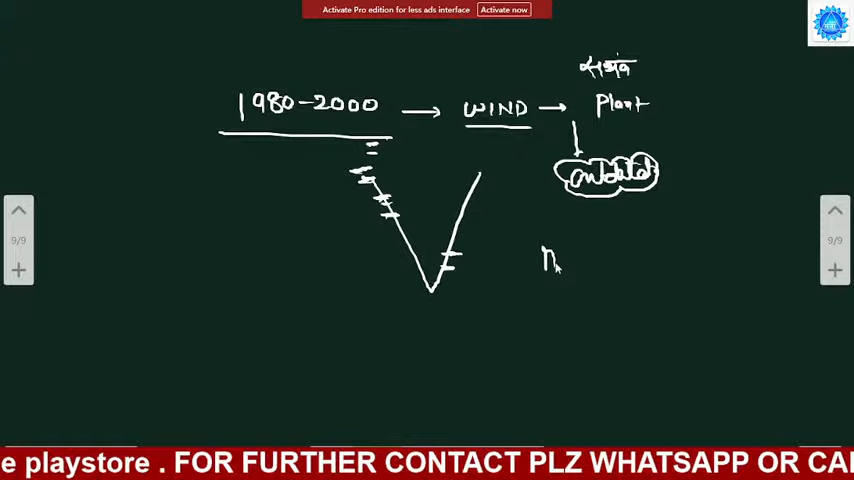 Activate Pro edition for less ads interface Activate now
1980-2000 → WIND → Plant
9/9
9/9
n
e playstore . FOR FURTHER CONTACT PLZ WHATSAPP OR CA